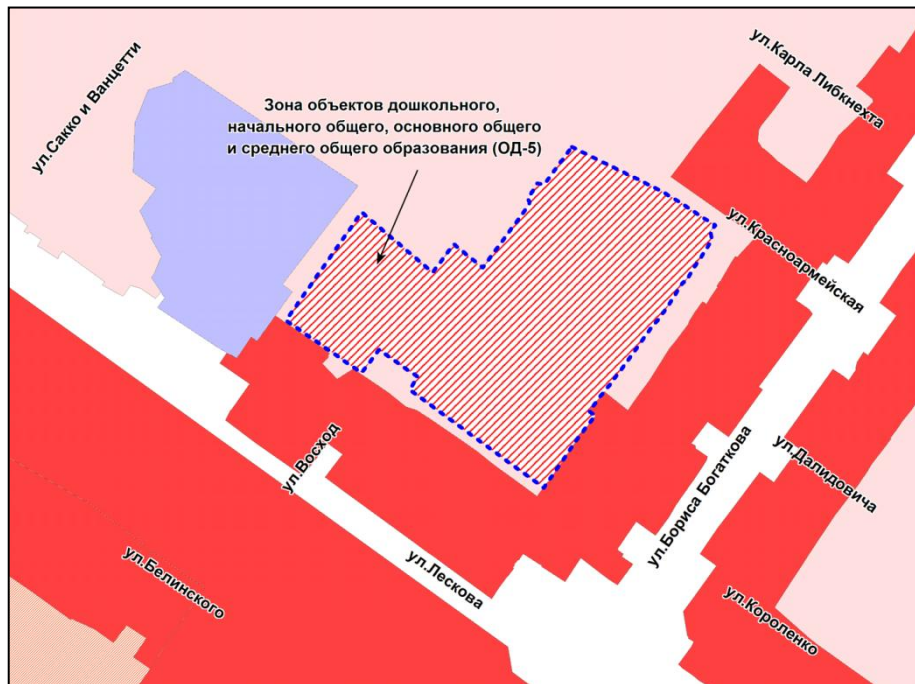 ул.Карла Либкнехта
ул.Сакко и Ванцетти
Зона объектов дошкольного,
начального общего, основного общего
и среднего общего образования (ОД-5)
ул.Красноармейская
ул.Восход
ул.Бориса Богаткова
ул.Далидовича
ул.Белинского
ул.Лескова
ул.Короленко